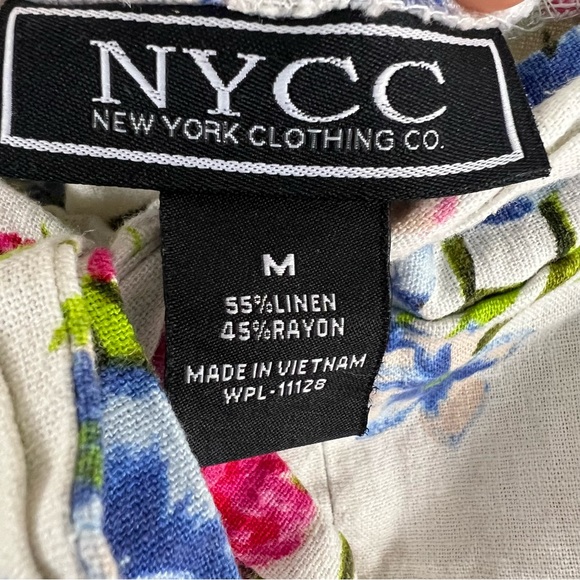 NYCC
NEW YORK CLOTHING CO.
M
55%LINEN
45%RAYON
MADE IN VIETNAM
WPL-11128